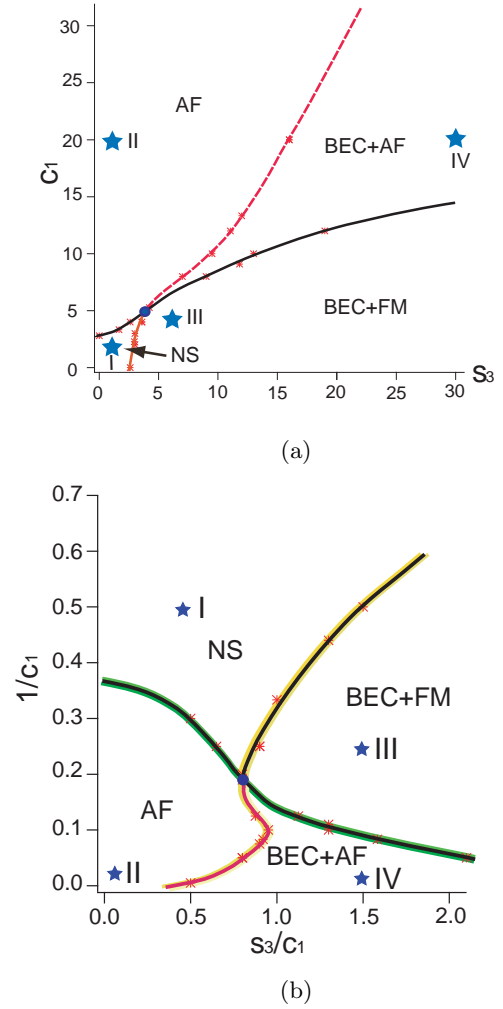 30
25
AF
BEC+AF
20
II
IV
c₁
15
10
BEC+FM
5
III
NS
I
0
0 5 10 15 20 25 30 s₃
(a)
0.7
0.6
I
0.5
NS
0.4
BEC+FM
1/c₁
0.3
III
0.2
AF
0.1
BEC+AF
II
IV
0.0
0.0 0.5 1.0 1.5 2.0
s₃/c₁
(b)